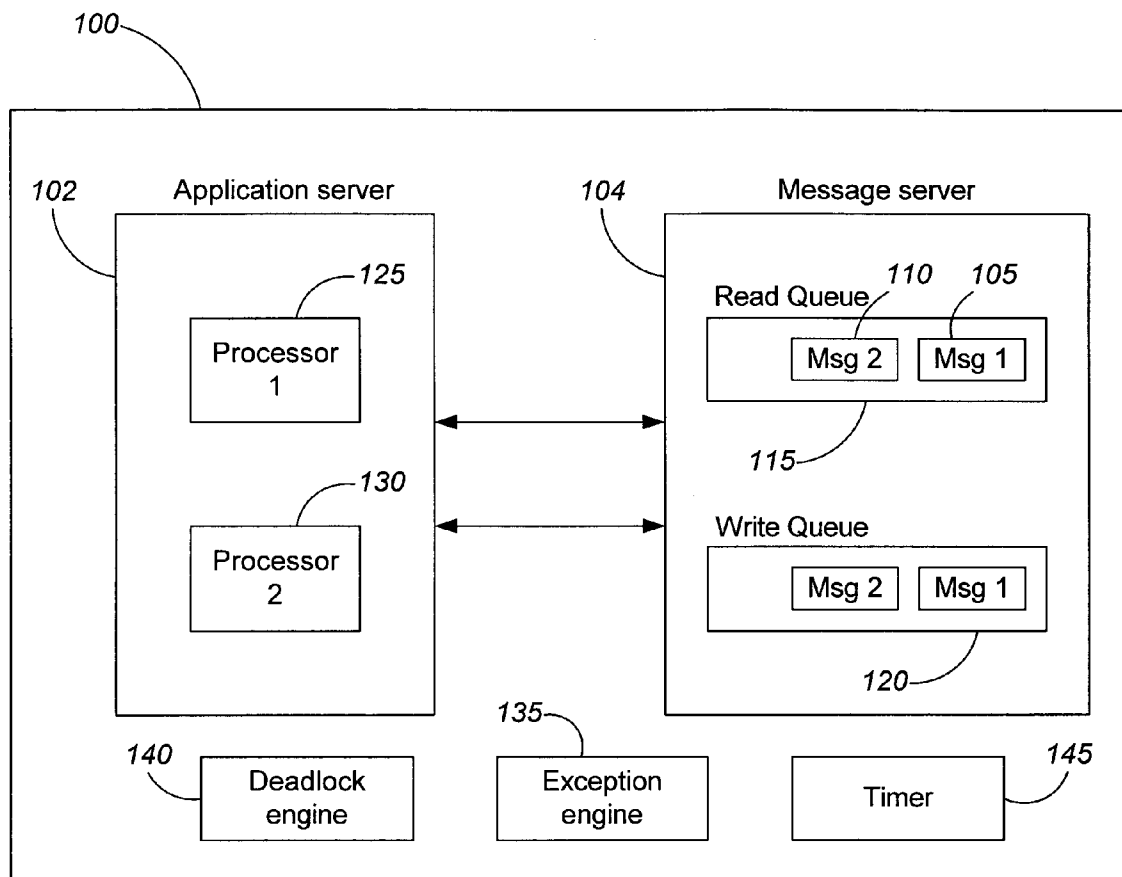 100
102
Application server
104
Message server
125
Processor
1
110
105
Read Queue
Msg 2
Msg 1
115
130
Processor
2
Write Queue
Msg 2
Msg 1
120
140
Deadlock
engine
135
Exception
engine
Timer
145